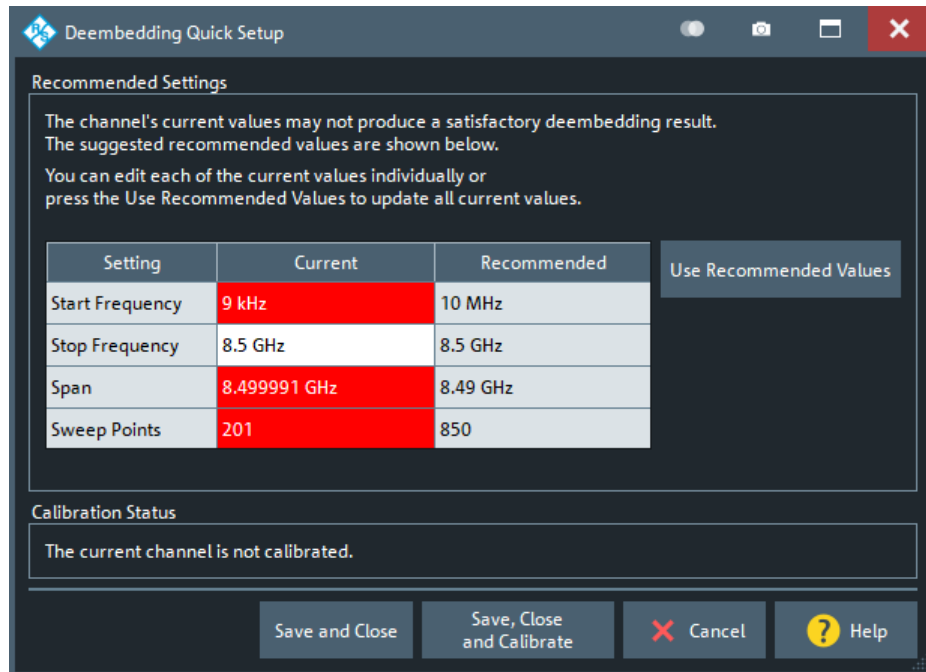 Deembedding Quick Setup
Recommended Settings
The channel's current values may not produce a satisfactory deembedding result.
The suggested recommended values are shown below.
You can edit each of the current values individually or
press the Use Recommended Values to update all current values.
Setting Current Recommended
Use Recommended Values
Start Frequency 9 kHz 10 MHz
Stop Frequency 8.5 GHz 8.5 GHz
Span 8.499991 GHz 8.49 GHz
Sweep Points 201 850
Calibration Status
The current channel is not calibrated.
Save and Close
Save, Close
and Calibrate
Cancel
? Help